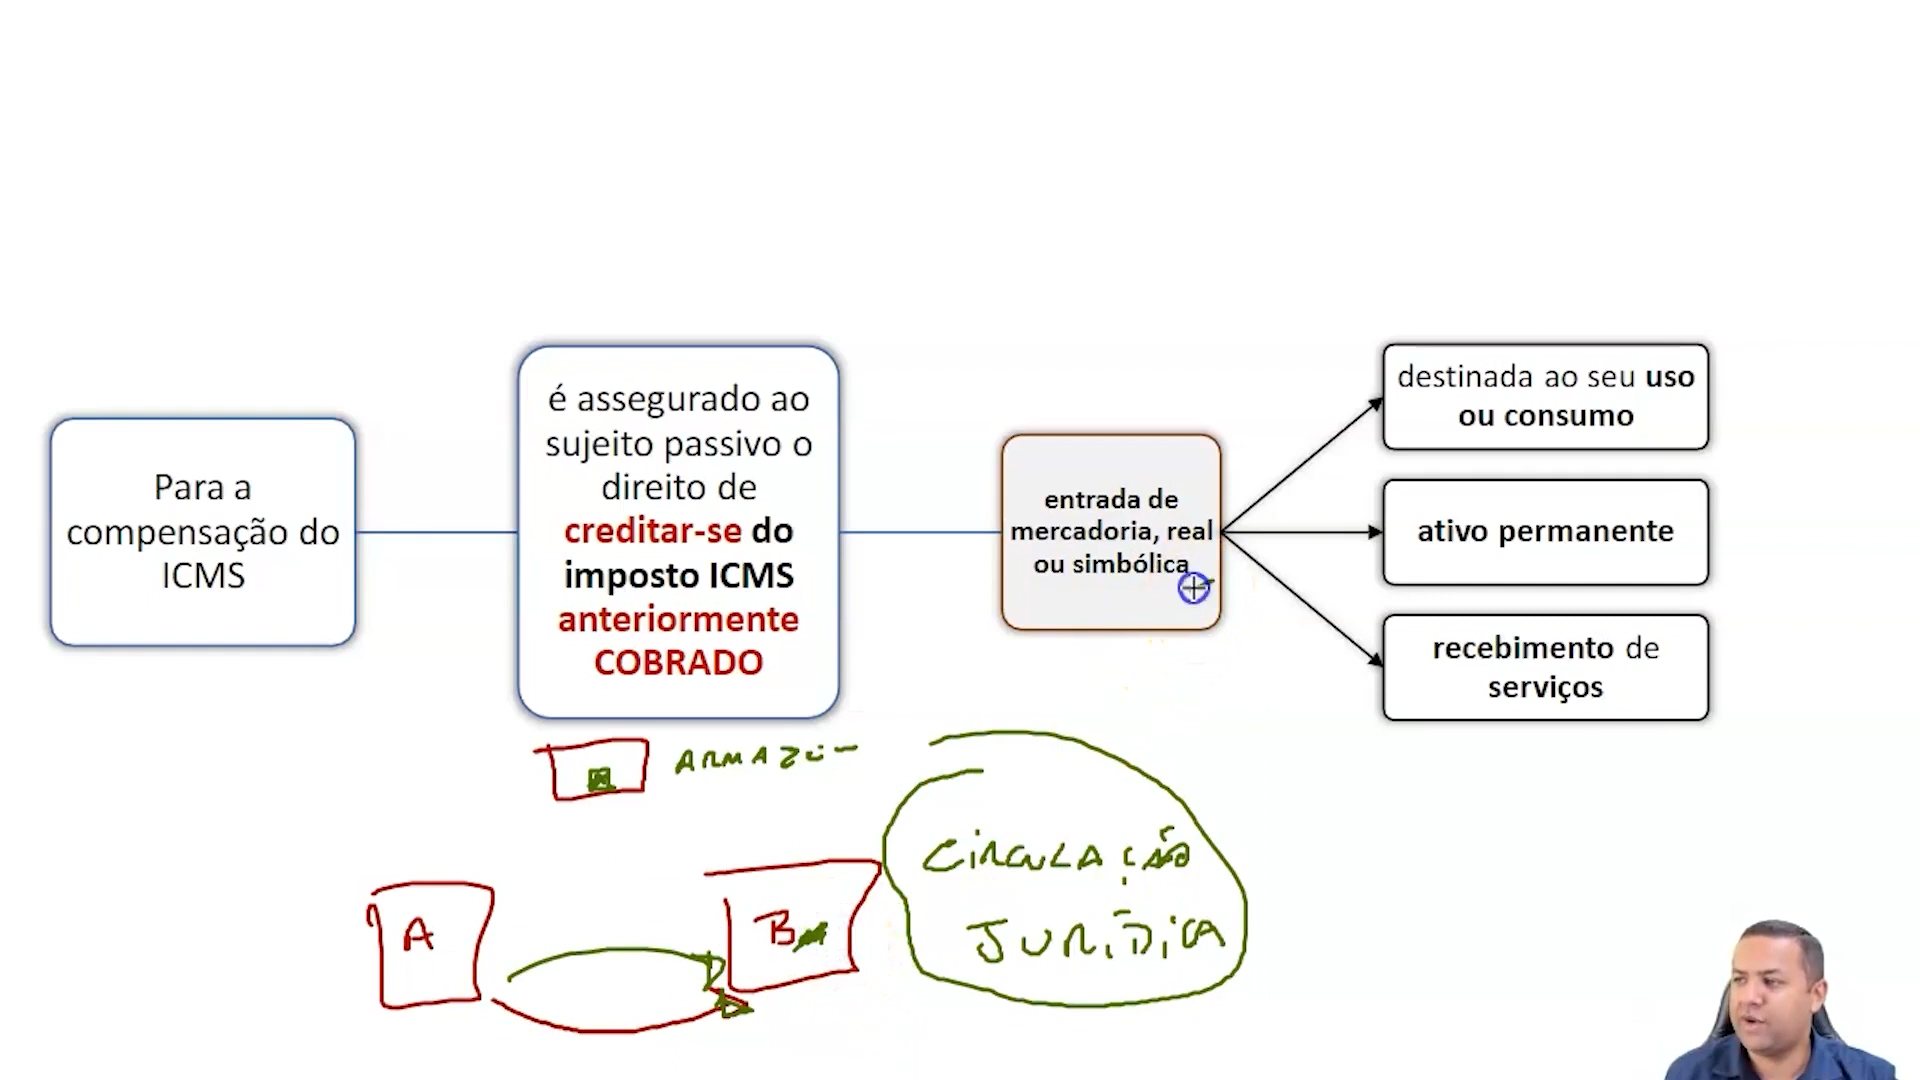 Para a
compensação do
ICMS
é assegurado ao
sujeito passivo o
direito de
creditar-se do
imposto ICMS
anteriormente
COBRADO
entrada de
mercadoria, real
ou simbólica
destinada ao seu uso
ou consumo
ativo permanente
recebimento de
serviços
A
B
CIRCULAÇÃO
JURÍDICA